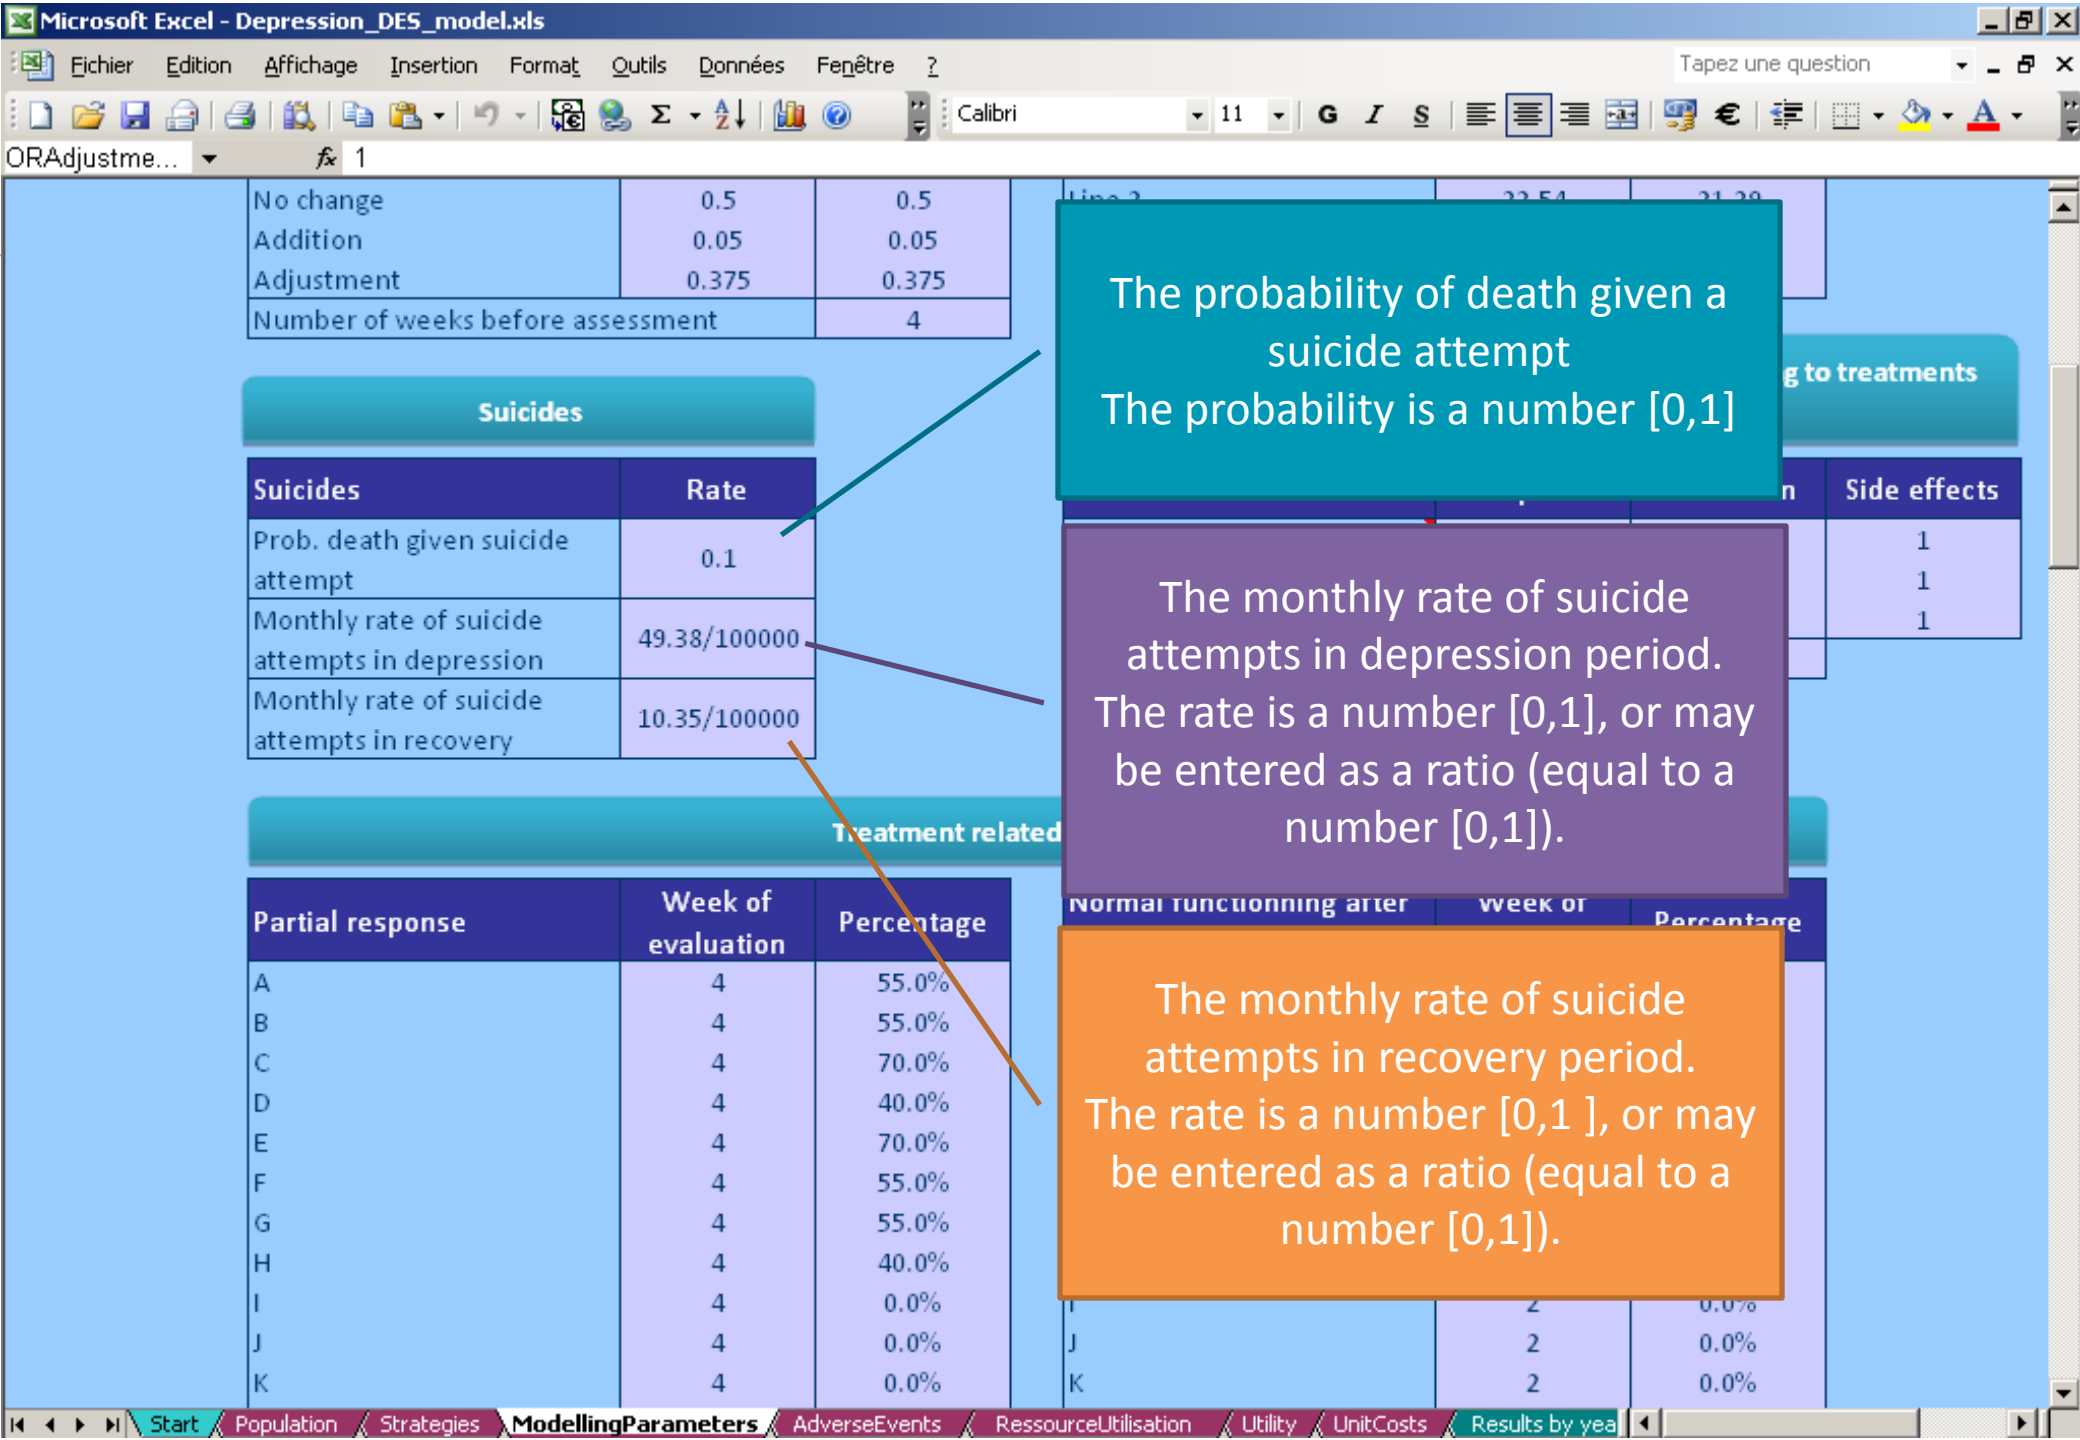 Microsoft Excel - Depression_DES_model.xls
Fichier Edition Affichage Insertion Format Outils Données Fenêtre ? Tapez une question
Calibri 11 G I S
ORAdjustme... fx 1
No change 0.5 0.5
Addition 0.05 0.05
Adjustment 0.375 0.375
Number of weeks before assessment 4
The probability of death given a
suicide attempt
The probability is a number [0,1]
g to treatments
Suicides
Suicides Rate
Prob. death given suicide
attempt
0.1
Monthly rate of suicide
attempts in depression
49.38/100000
Monthly rate of suicide
attempts in recovery
10.35/100000
n Side effects
1
1
1
The monthly rate of suicide
attempts in depression period.
The rate is a number [0,1], or may
be entered as a ratio (equal to a
number [0,1]).
Treatment related
Partial response Week of
evaluation Percentage
Normal functionning after Week of
Percentage
A 4 55.0%
B 4 55.0%
C 4 70.0%
D 4 40.0%
E 4 70.0%
F 4 55.0%
G 4 55.0%
H 4 40.0%
I 4 0.0%
J 4 0.0%
K 4 0.0%
The monthly rate of suicide
attempts in recovery period.
The rate is a number [0,1 ], or may
be entered as a ratio (equal to a
number [0,1]).
I 2 0.0%
J 2 0.0%
K 2 0.0%
Start Population Strategies ModellingParameters AdverseEvents RessourceUtilisation Utility UnitCosts Results by yea